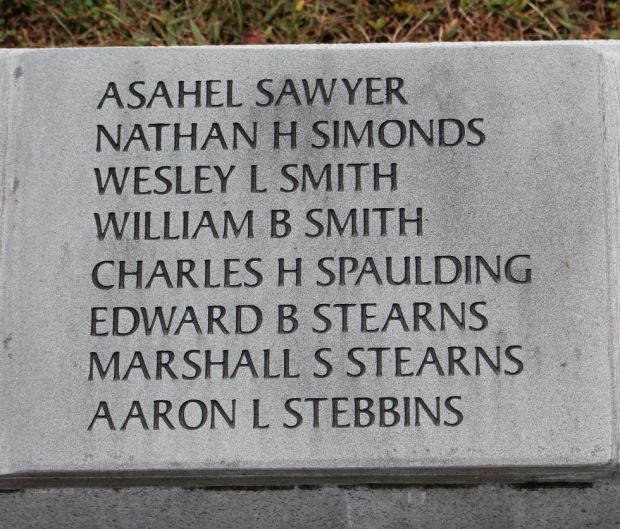 ASAHEL SAWYER
NATHAN H SIMONDS
WESLEY L SMITH
WILLIAM B SMITH
CHARLES H SPAULDING
EDWARD B STEARNS
MARSHALL S STEARNS
AARON L STEBBINS